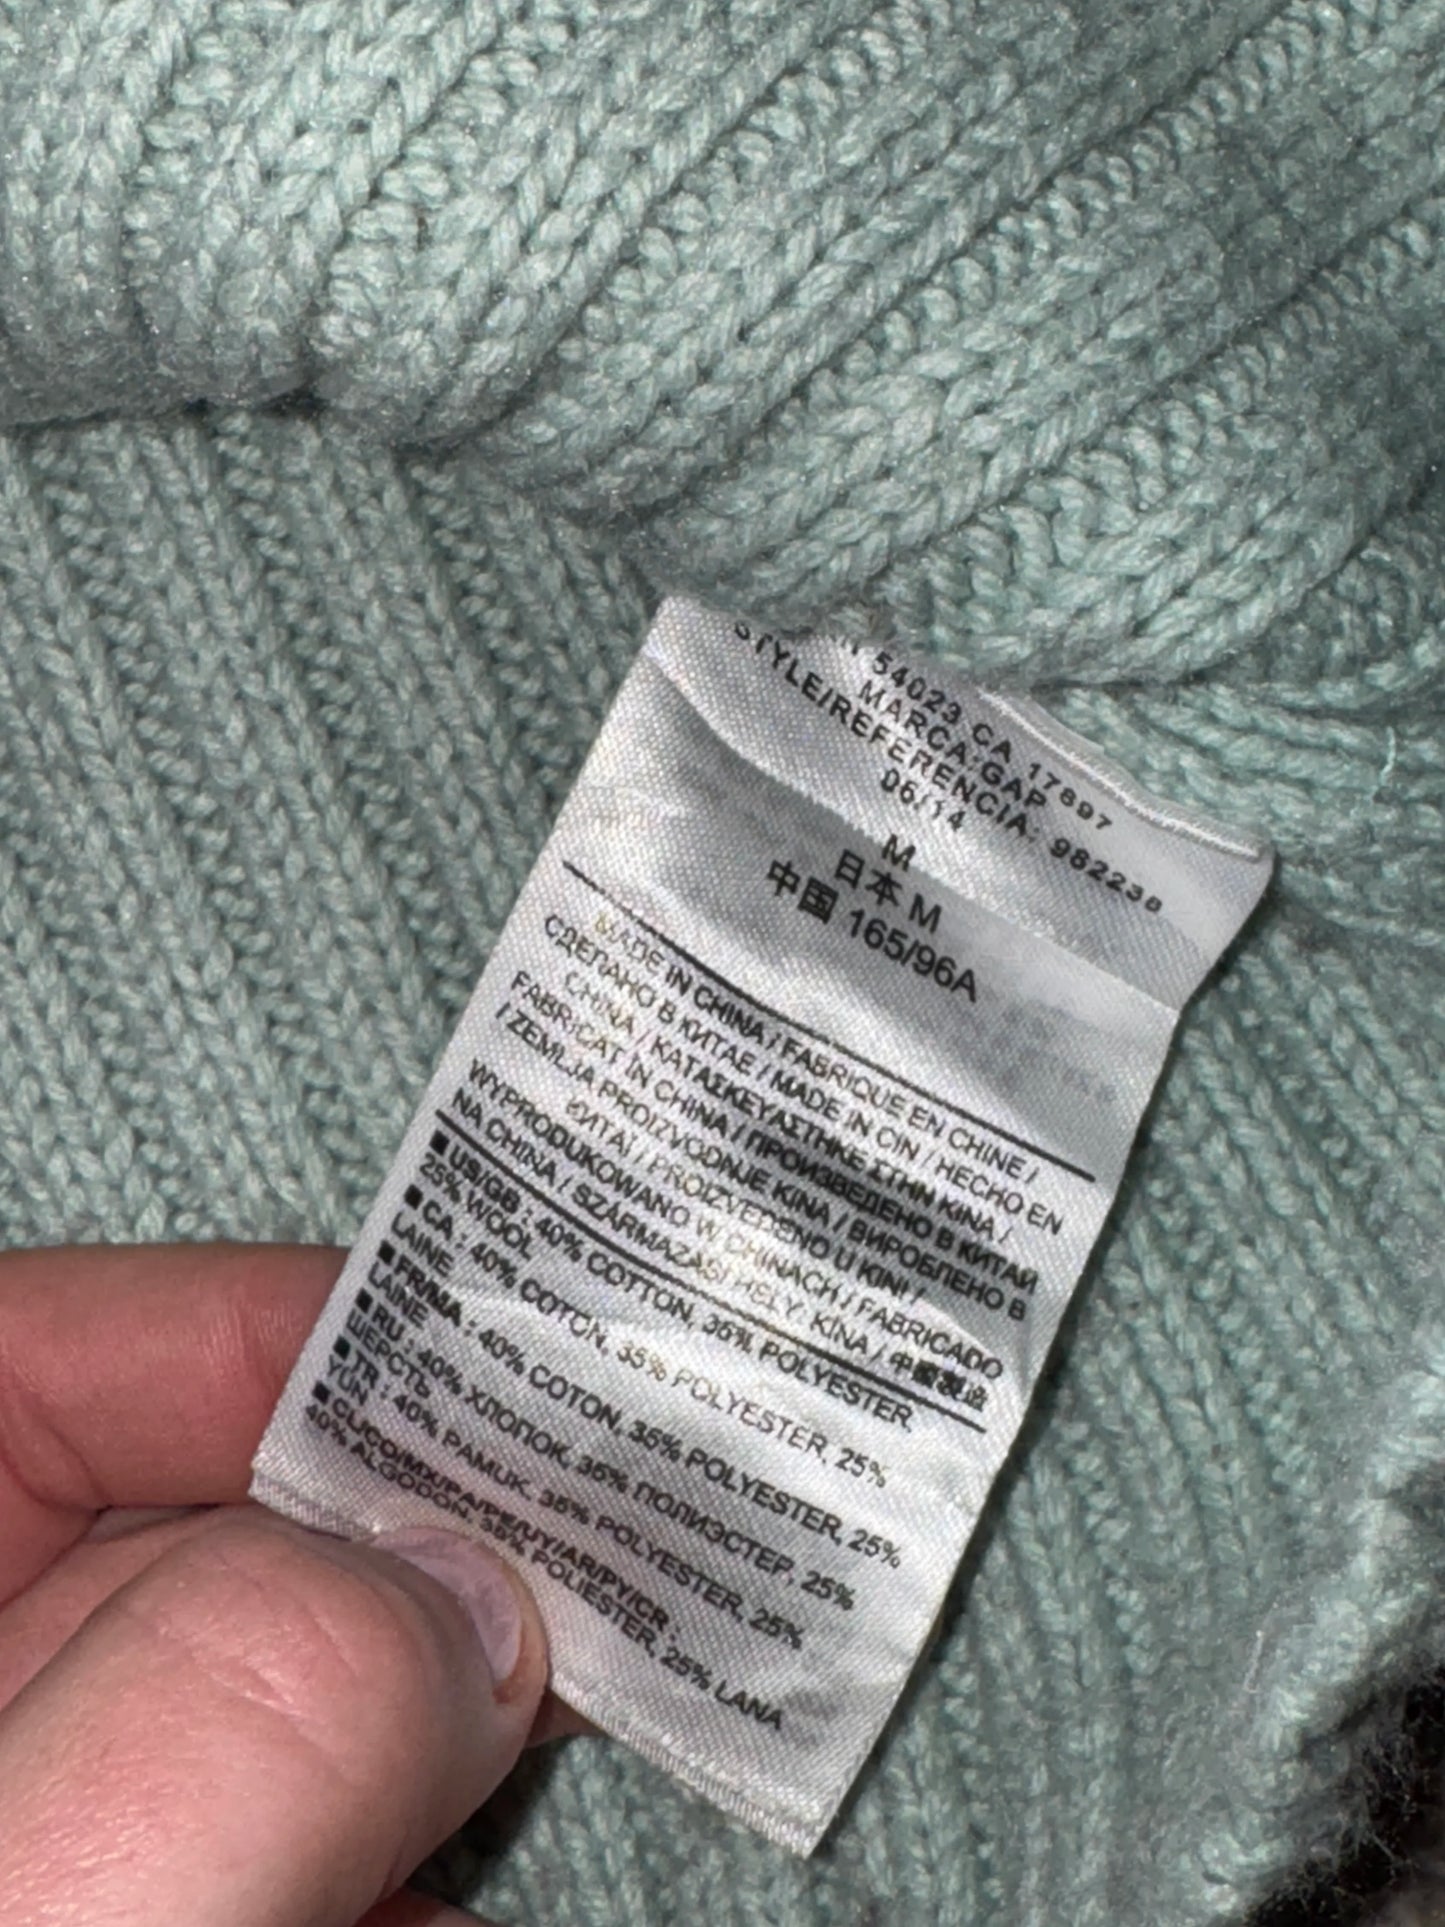 54023 CA 17897
MARCA:GAP
STYLE/REFERENCIA: 982238
06/14
M
日本 M
中国 165/96A
MADE IN CHINA / FABRIQUE EN CHINE /
СДЕЛАНО В КИТАЕ / MADE IN CIN / HECHO EN
CHINA / ΚΑΤΑΣΚΕΥΑΣΤΗΚΕ ΣΤΗΝ ΚΙΝΑ /
FABRICAT ÎN CHINA / ПРОИЗВЕДЕНО В КИТАЙ
/ ZEMLJA PROIZVODNJE KINA / ВИРОБЛЕНО В
КИТАЇ / PROIZVEDENO U KINI /
WYPRODUKOWANO W CHINACH / FABRICADO
NA CHINA / SZÁRMAZÁSI HELY: KINA / 中國製造
■ US/GB : 40% COTTON, 35% POLYESTER,
25% WOOL
■ CA : 40% COTON, 35% POLYESTER, 25%
LAINE
■ FR/MA : 40% COTON, 35% POLYESTER, 25%
LAINE
■ RU : 40% ХЛОПОК, 35% ПОЛИЭСТЕР, 25%
ШЕРСТЬ
■ TR : 40% PAMUK, 35% POLYESTER, 25%
YÜN
■ CL/CO/MX/PA/PE/UY/AR/PY/CR :
40% ALGODON, 35% POLIESTER, 25% LANA